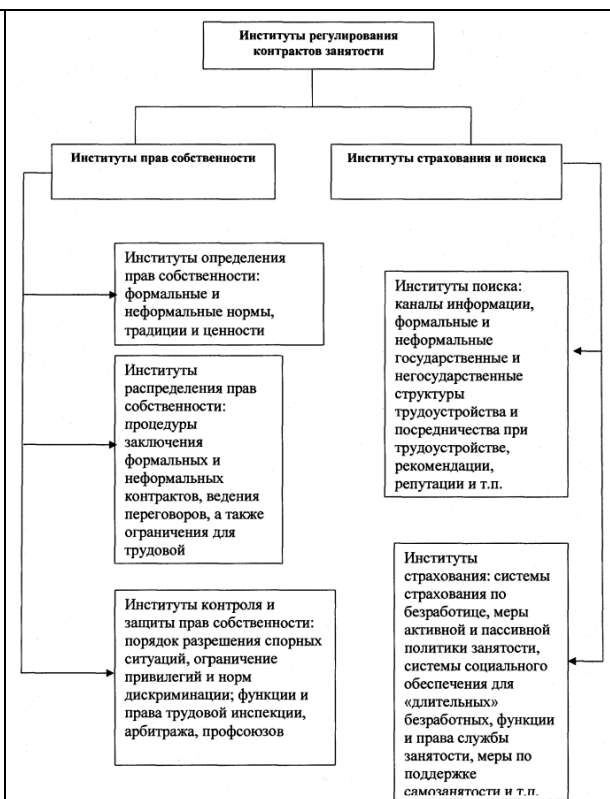 Институты регулирования
контрактов занятости
Институты прав собственности
Институты страхования и поиска
Институты определения
прав собственности:
формальные и
неформальные нормы,
традиции и ценности
Институты
распределения прав
собственности:
процедуры
заключения
формальных и
неформальных
контрактов, ведения
переговоров, а также
ограничения для
трудовой
Институты контроля и
защиты прав собственности:
порядок разрешения спорных
ситуаций, ограничение
привилегий и норм
дискриминации; функции и
права трудовой инспекции,
арбитража, профсоюзов
Институты поиска:
каналы информации,
формальные и
неформальные
государственные и
негосударственные
структуры
трудоустройства и
посредничества при
трудоустройстве,
рекомендации,
репутации и т.п.
Институты
страхования: системы
страхования по
безработице, меры
активной и пассивной
политики занятости,
системы социального
обеспечения для
«длительных»
безработных, функции
и права службы
занятости, меры по
поддержке
самозанятости и т.п.